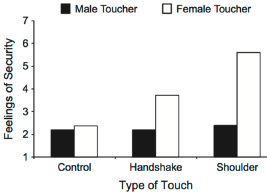 Male Toucher Female Toucher
7
6
5
4
3
2
1
Feelings of Security
Control Handshake Shoulder
Type of Touch